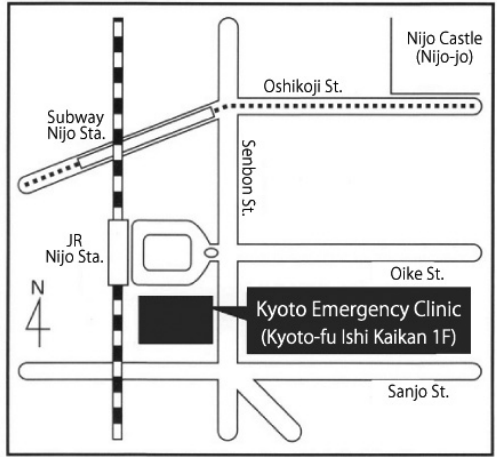 Nijo Castle
(Nijo-jo)
Oshikoji St.
Subway
Nijo Sta.
Senbon St.
JR
Nijo Sta.
Oike St.
N
Kyoto Emergency Clinic
(Kyoto-fu Ishi Kaikan 1F)
Sanjo St.